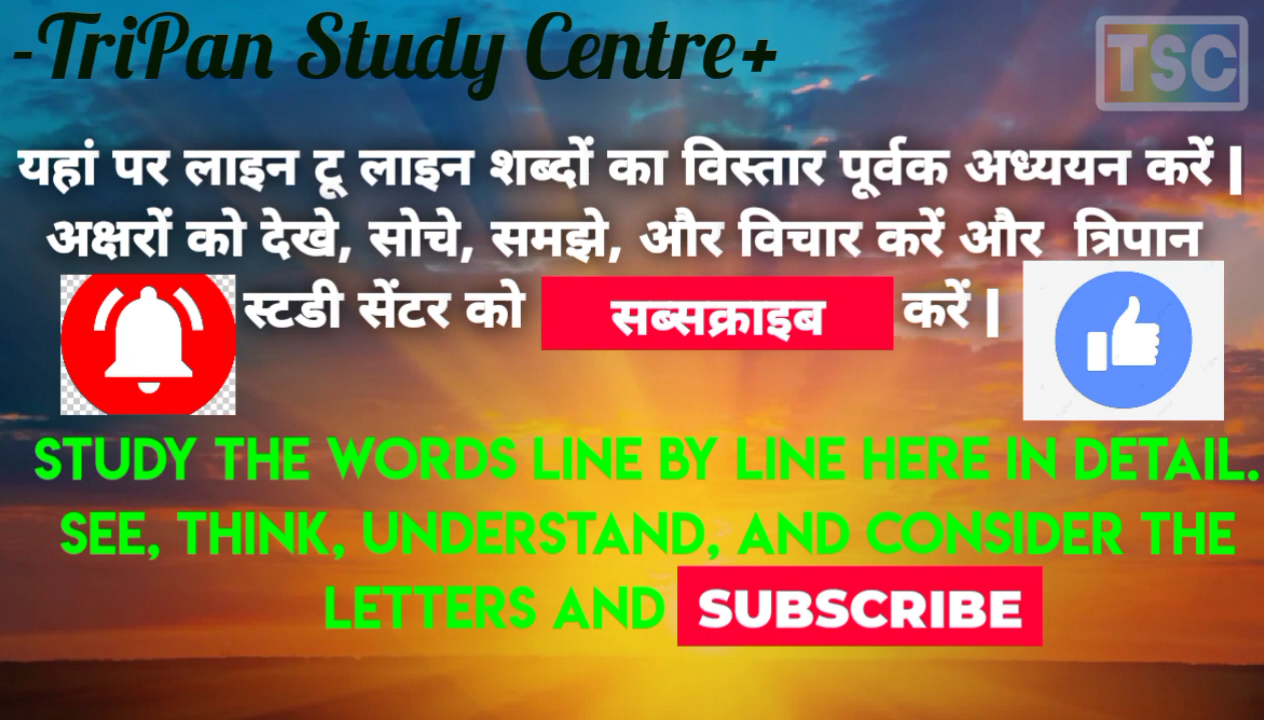 -TriPan Study Centre+
TSC
यहां पर लाइन टू लाइन शब्दों का विस्तार पूर्वक अध्ययन करें |
अक्षरों को देखे, सोचे, समझे, और विचार करें और त्रिपान
स्टडी सेंटर को सब्सक्राइब करें |
STUDY THE WORDS LINE BY LINE HERE IN DETAIL.
SEE, THINK, UNDERSTAND, AND CONSIDER THE
LETTERS AND SUBSCRIBE